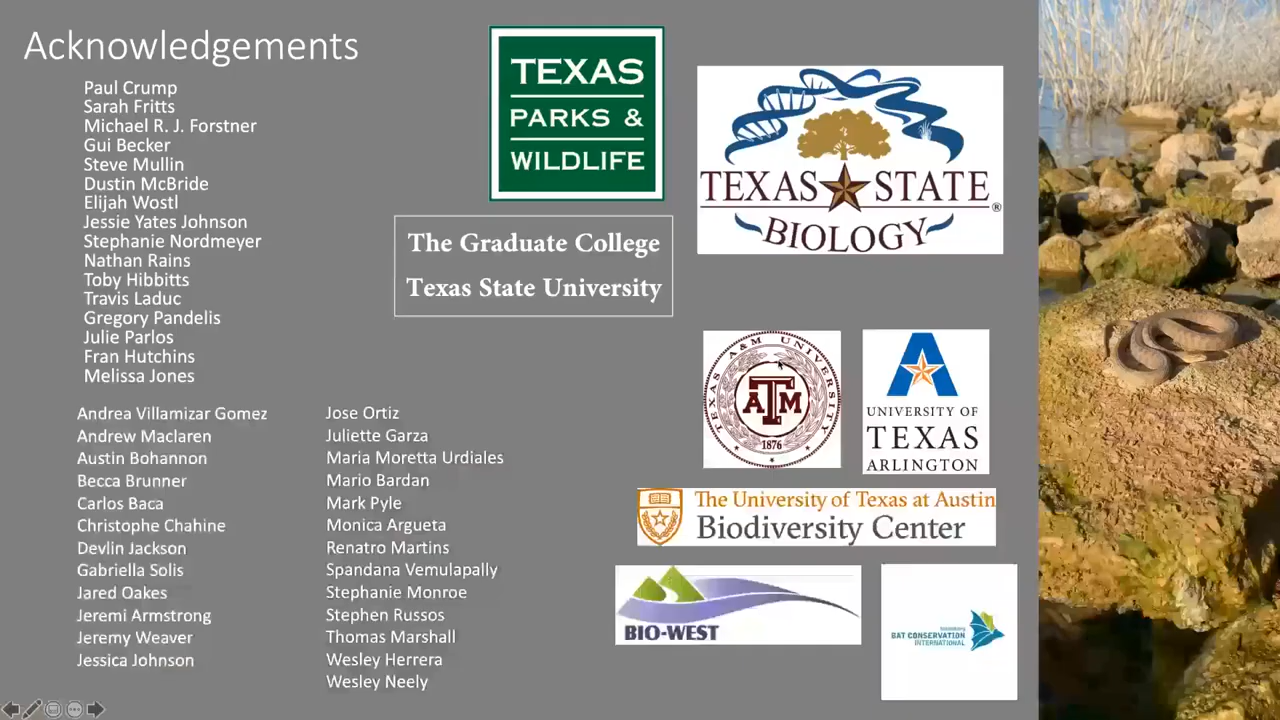 Acknowledgements
Paul Crump
Sarah Fritts
Michael R. J. Forstner
Gui Becker
Steve Mullin
Dustin McBride
Elijah Wostl
Jessie Yates Johnson
Stephanie Nordmeyer
Nathan Rains
Toby Hibbitts
Travis Laduc
Gregory Pandelis
Julie Parlos
Fran Hutchins
Melissa Jones
Andrea Villamizar Gomez
Andrew Maclaren
Austin Bohannon
Becca Brunner
Carlos Baca
Christophe Chahine
Devlin Jackson
Gabriella Solis
Jared Oakes
Jeremi Armstrong
Jeremy Weaver
Jessica Johnson
Jose Ortiz
Juliette Garza
Maria Moretta Urdiales
Mario Bardan
Mark Pyle
Monica Argueta
Renatro Martins
Spandana Vemulapally
Stephanie Monroe
Stephen Russos
Thomas Marshall
Wesley Herrera
Wesley Neely
TEXAS
PARKS &
WILDLIFE
The Graduate College
Texas State University
TEXAS STATE®
BIOLOGY
TEXAS A&M UNIVERSITY
ATM
1876
A
UNIVERSITY OF
TEXAS
ARLINGTON
The University of Texas at Austin
Biodiversity Center
BIO-WEST
BAT CONSERVATION
INTERNATIONAL